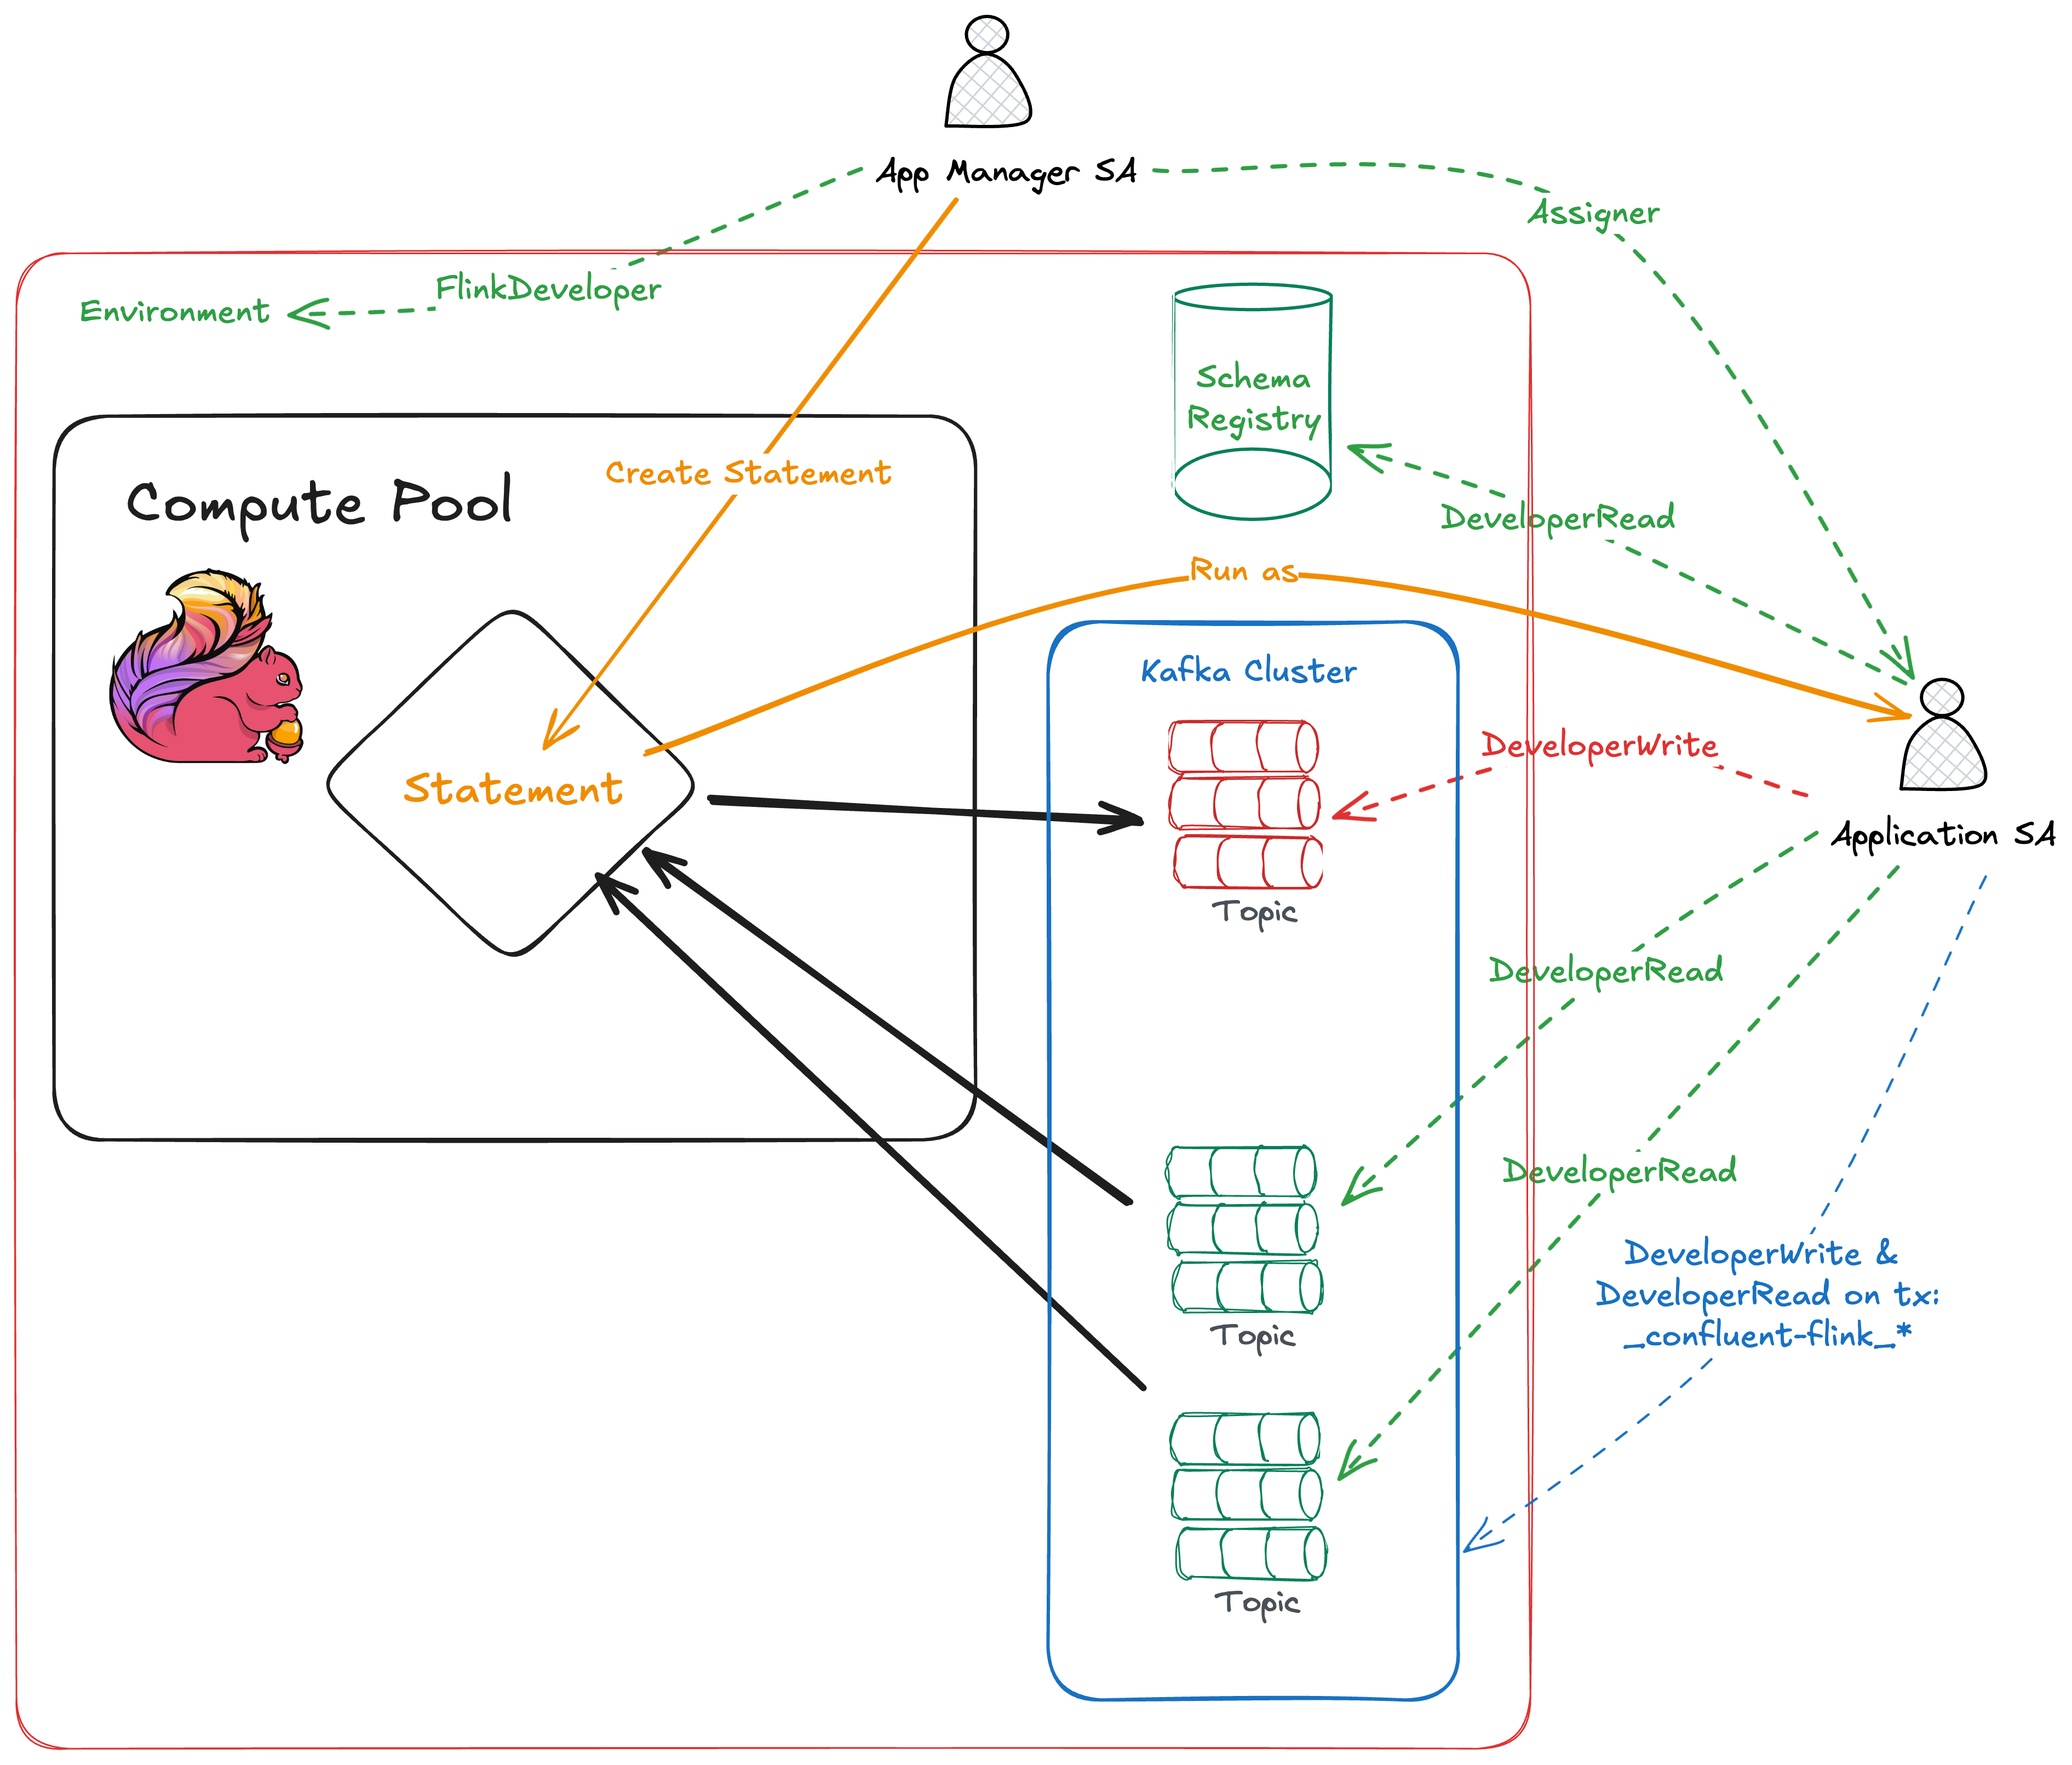 App Manager SA
Assigner
FlinkDeveloper
Environment
Schema
Registry
Create Statement
Compute Pool
DeveloperRead
Run as
Kafka Cluster
DeveloperWrite
Statement
Application SA
Topic
DeveloperRead
DeveloperRead
DeveloperWrite &
DeveloperRead on tx:
_confluent-flink_*
Topic
Topic